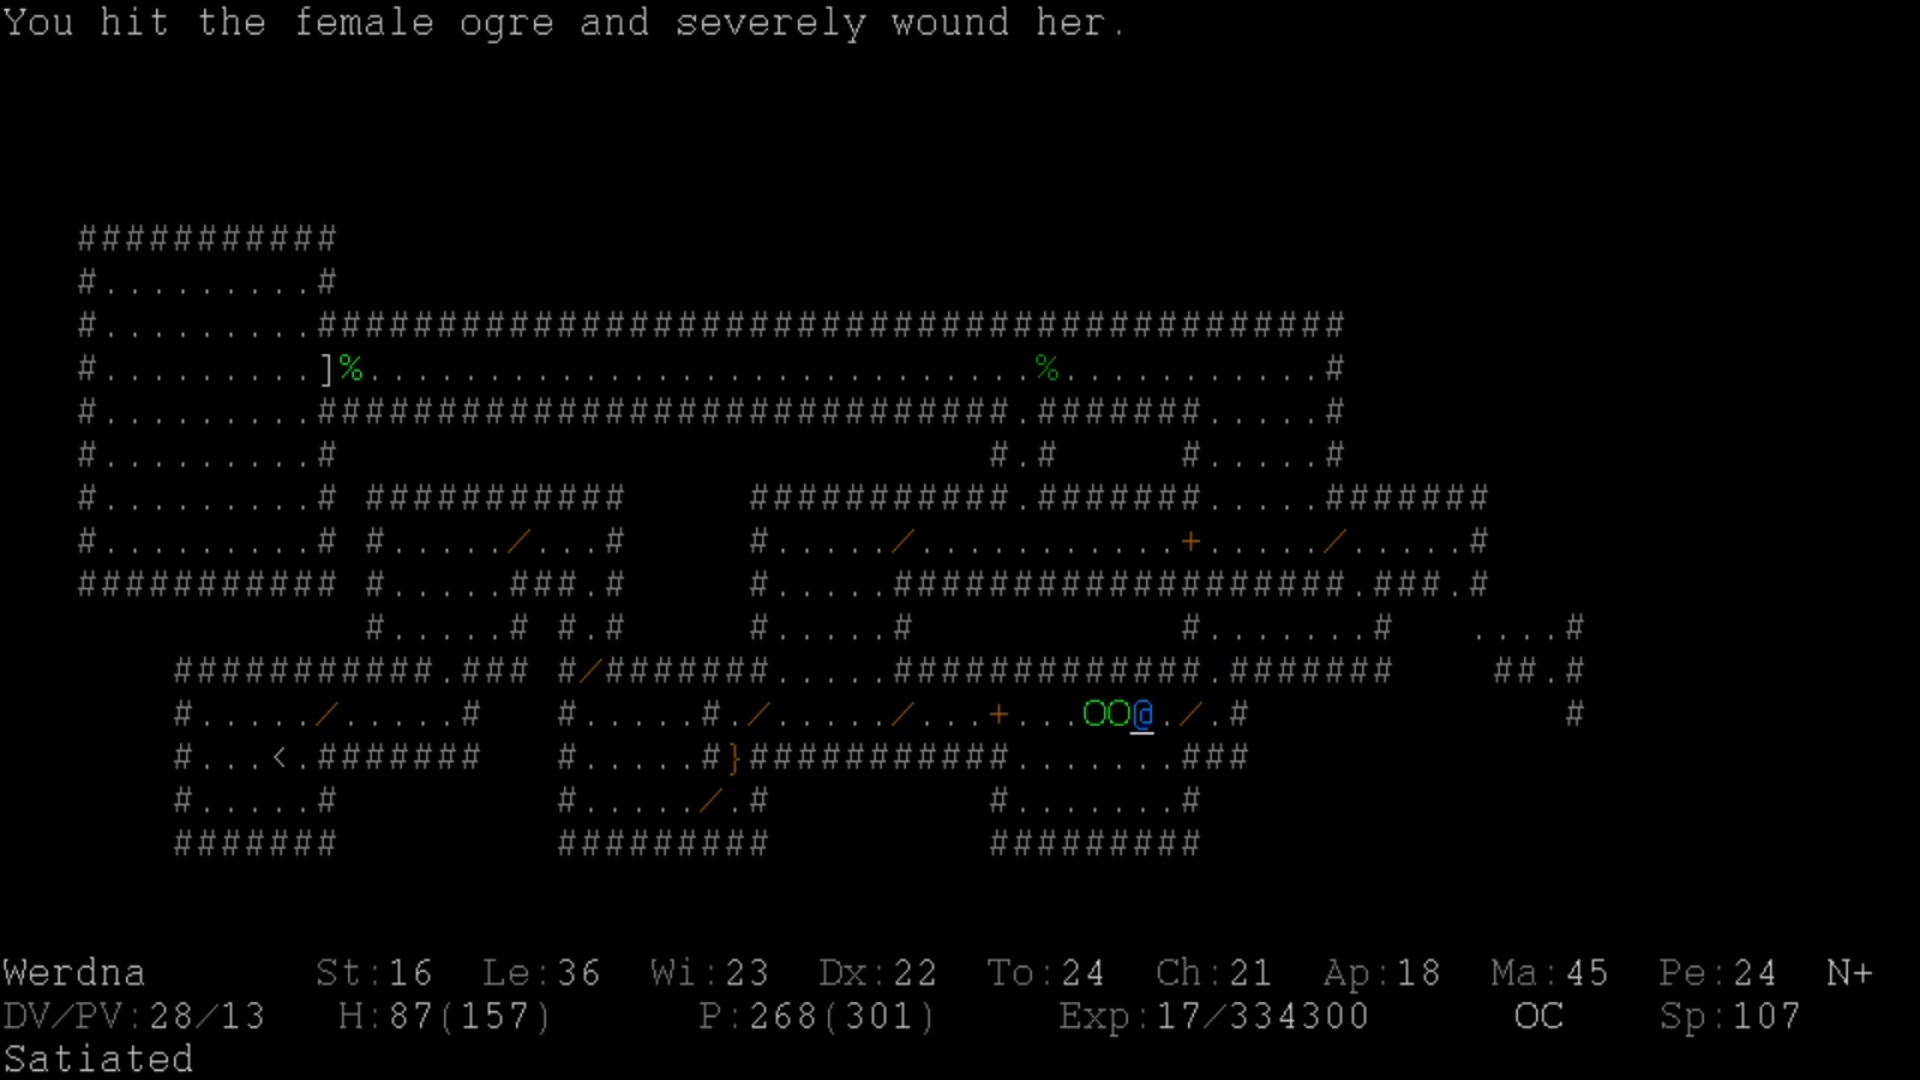 You hit the female ogre and severely wound her.
   ###########
   #.........#
   #.........###########################################
   #.........]%............................%...........#
   #.........#############################.#######.....#
   #.........#                           #.#     #.....#
   #.........# ###########     ###########.#######.....#######
   #.........# #...../...#     #...../...........+...../.....#
   ########### #.....###.#     #.....###################.###.#
               #.....# #.#     #.....#           #.......#   ....#
       ###########.### #/#######.....#############.#######    ##.#
       #...../.....#   #.....#./...../...+...OO@./.#             #
       #...<.#######   #.....#}###########.......###
       #.....#         #...../.#         #.......#
       #######         #########         #########
Werdna       St:16  Le:36  Wi:23  Dx:22  To:24  Ch:21  Ap:18  Ma:45  Pe:24  N+
DV/PV:28/13   H:87(157)      P:268(301)     Exp:17/334300      OC    Sp:107
Satiated